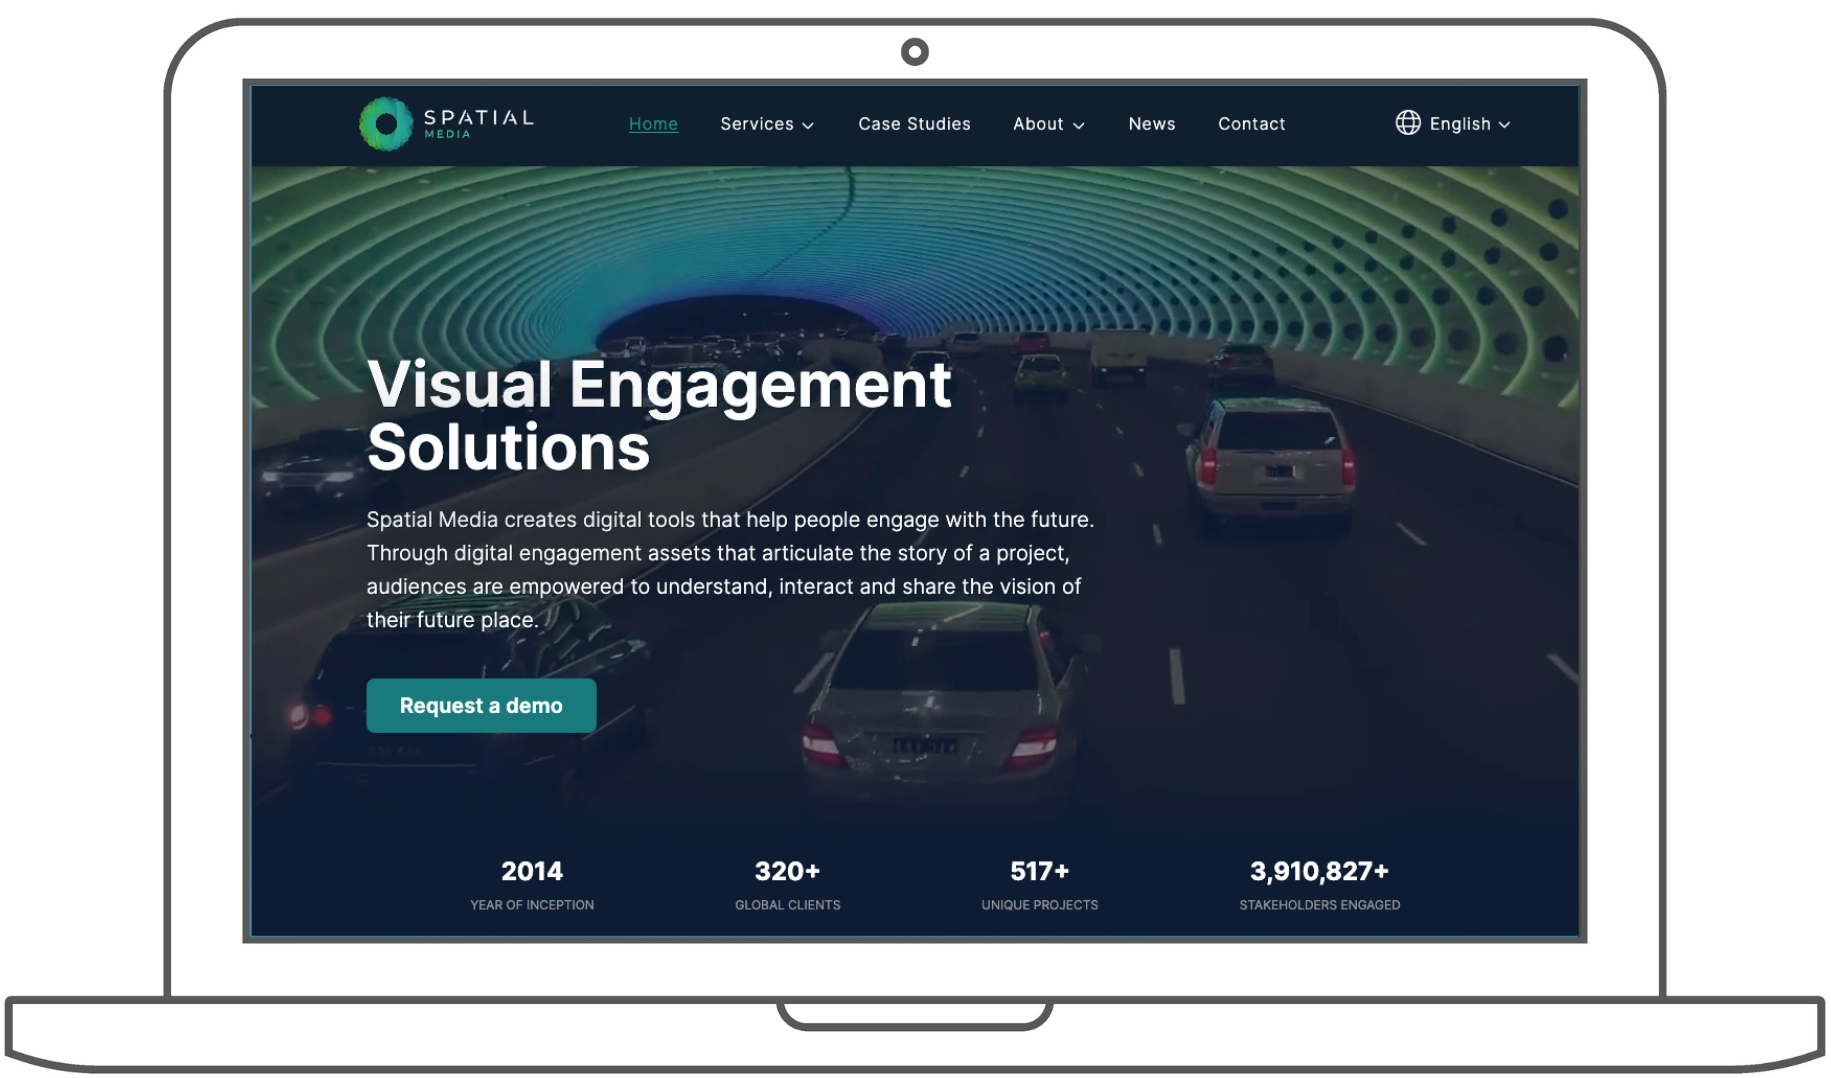 SPATIAL
MEDIA
Home
Services
Case Studies
About
News
Contact
English
Visual Engagement
Solutions
Spatial Media creates digital tools that help people engage with the future.
Through digital engagement assets that articulate the story of a project,
audiences are empowered to understand, interact and share the vision of
their future place.
Request a demo
2014
YEAR OF INCEPTION
320+
GLOBAL CLIENTS
517+
UNIQUE PROJECTS
3,910,827+
STAKEHOLDERS ENGAGED